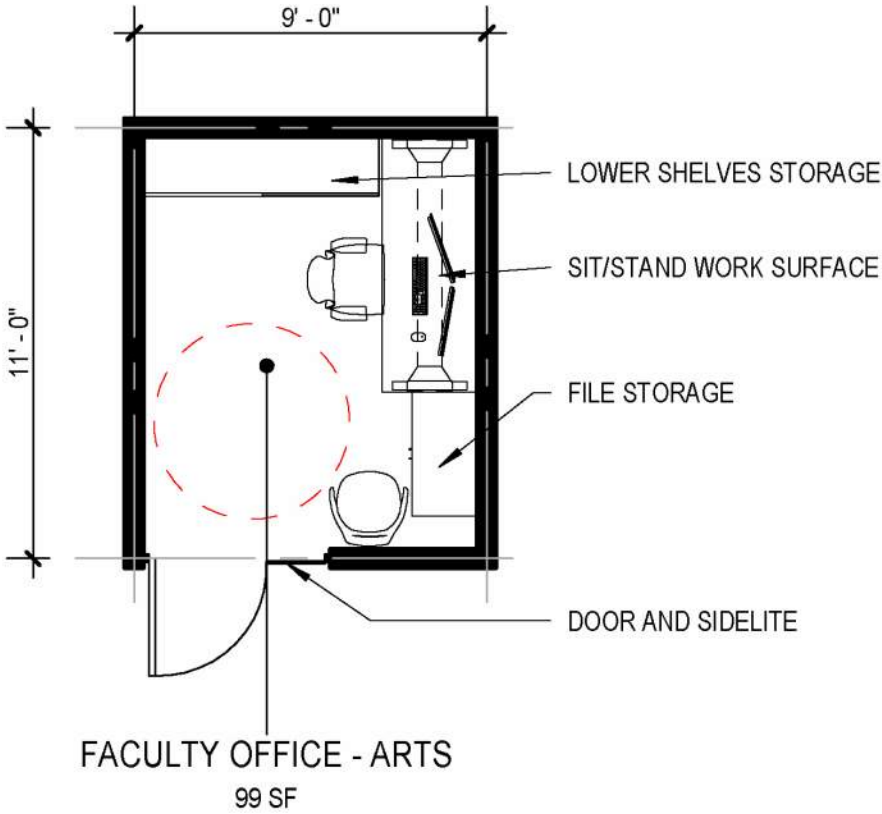 9' - 0"
11' - 0"
LOWER SHELVES STORAGE
SIT/STAND WORK SURFACE
FILE STORAGE
DOOR AND SIDELITE
FACULTY OFFICE - ARTS
99 SF